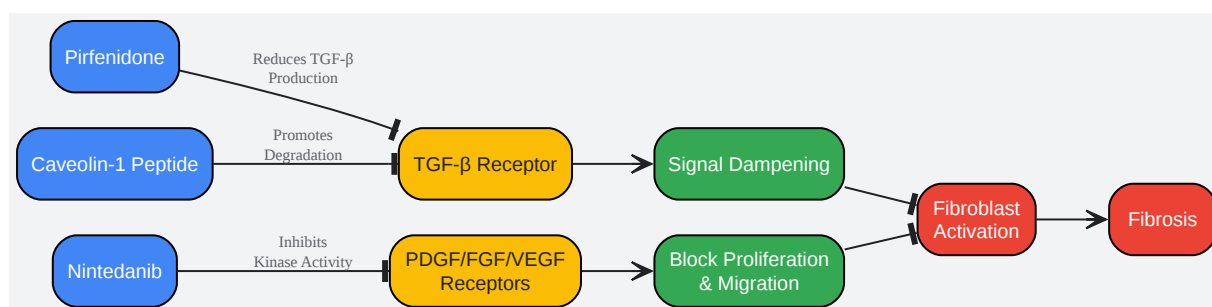 Pirfenidone
Reduces TGF-β
Production
Caveolin-1 Peptide
Promotes
Degradation
TGF-β Receptor
Signal Dampening
Nintedanib
Inhibits
Kinase Activity
PDGF/FGF/VEGF
Receptors
Block Proliferation
& Migration
Fibroblast
Activation
Fibrosis